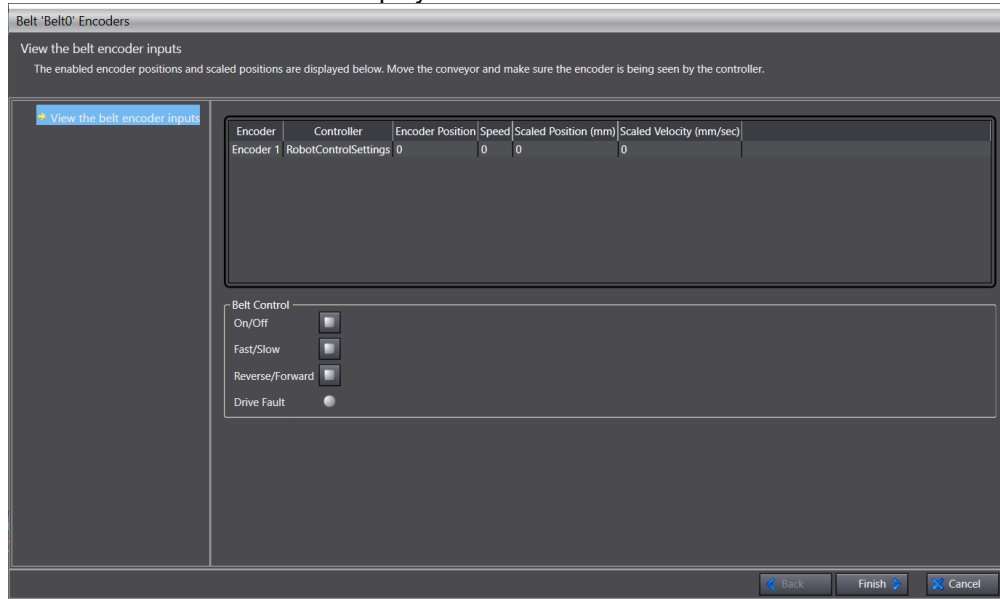 Belt 'Belt0' Encoders
View the belt encoder inputs
The enabled encoder positions and scaled positions are displayed below. Move the conveyor and make sure the encoder is being seen by the controller.
View the belt encoder inputs
Encoder Controller Encoder Position Speed Scaled Position (mm) Scaled Velocity (mm/sec)
Encoder 1 RobotControlSettings 0 0 0 0
Belt Control
On/Off
Fast/Slow
Reverse/Forward
Drive Fault
Back Finish Cancel